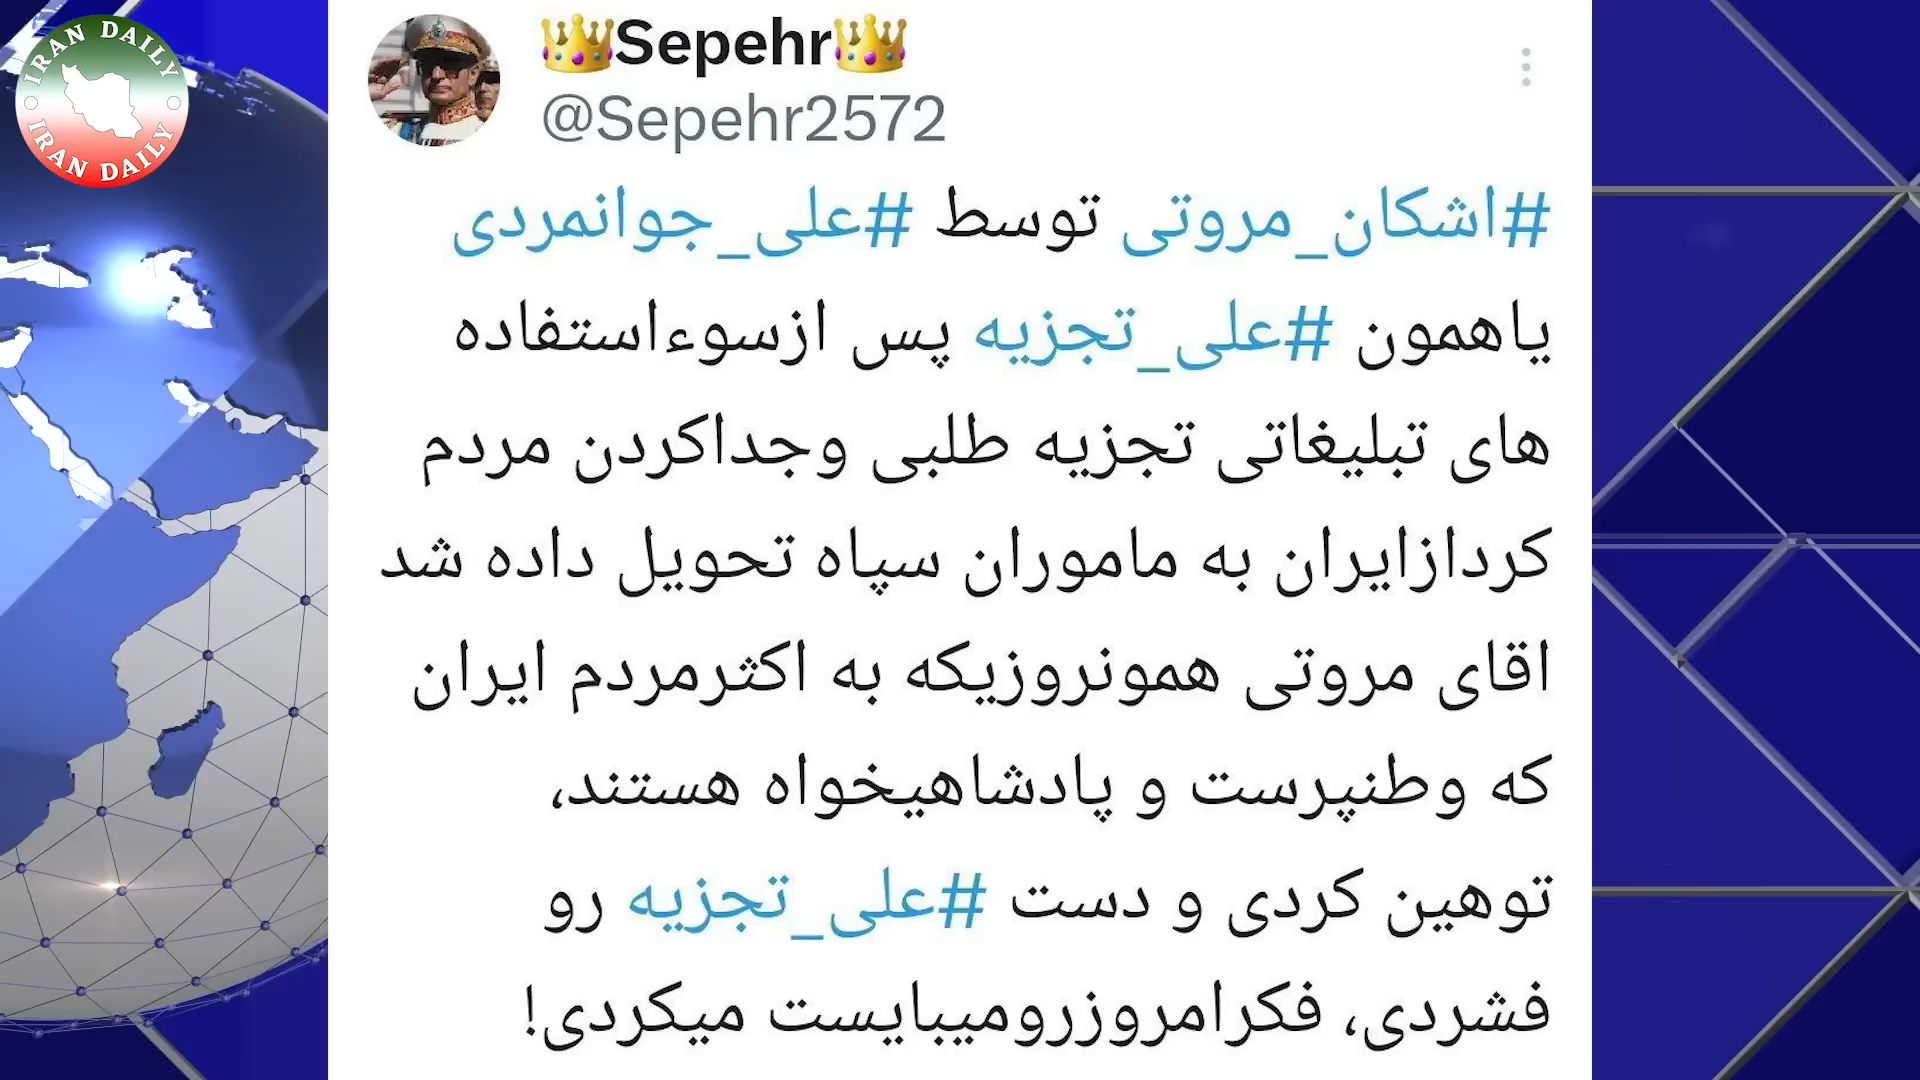 IRAN DAILY
IRAN DAILY
👑Sepehr👑
@Sepehr2572
#اشکان_مروتی توسط #علی_جوانمردی
یاهمون #علی_تجزیه پس ازسوءاستفاده
های تبلیغاتی تجزیه طلبی وجداکردن مردم
کردازایران به ماموران سپاه تحویل داده شد
اقای مروتی همونروزیکه به اکثرمردم ایران
که وطنپرست و پادشاهیخواه هستند،
توهین کردی و دست #علی_تجزیه رو
فشردی، فکرامروزرومیبایست میکردی!